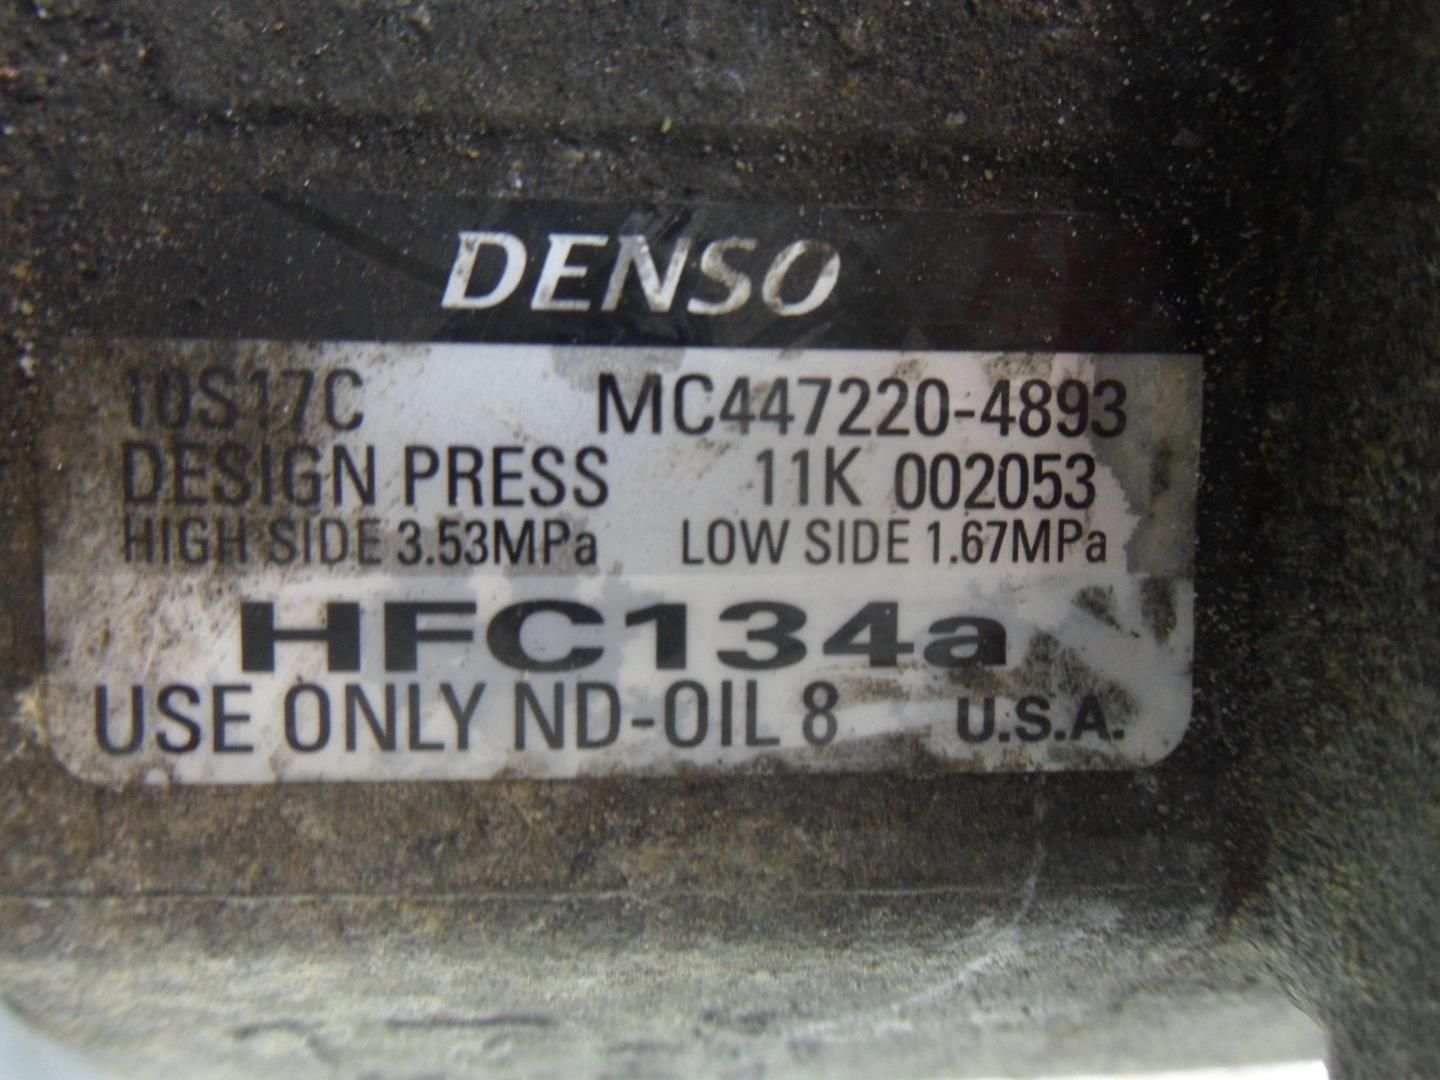 DENSO
10S17C MC447220-4893
DESIGN PRESS 11K 002053
HIGH SIDE 3.53MPa LOW SIDE 1.67MPa
HFC134a
USE ONLY ND-OIL 8 U.S.A.